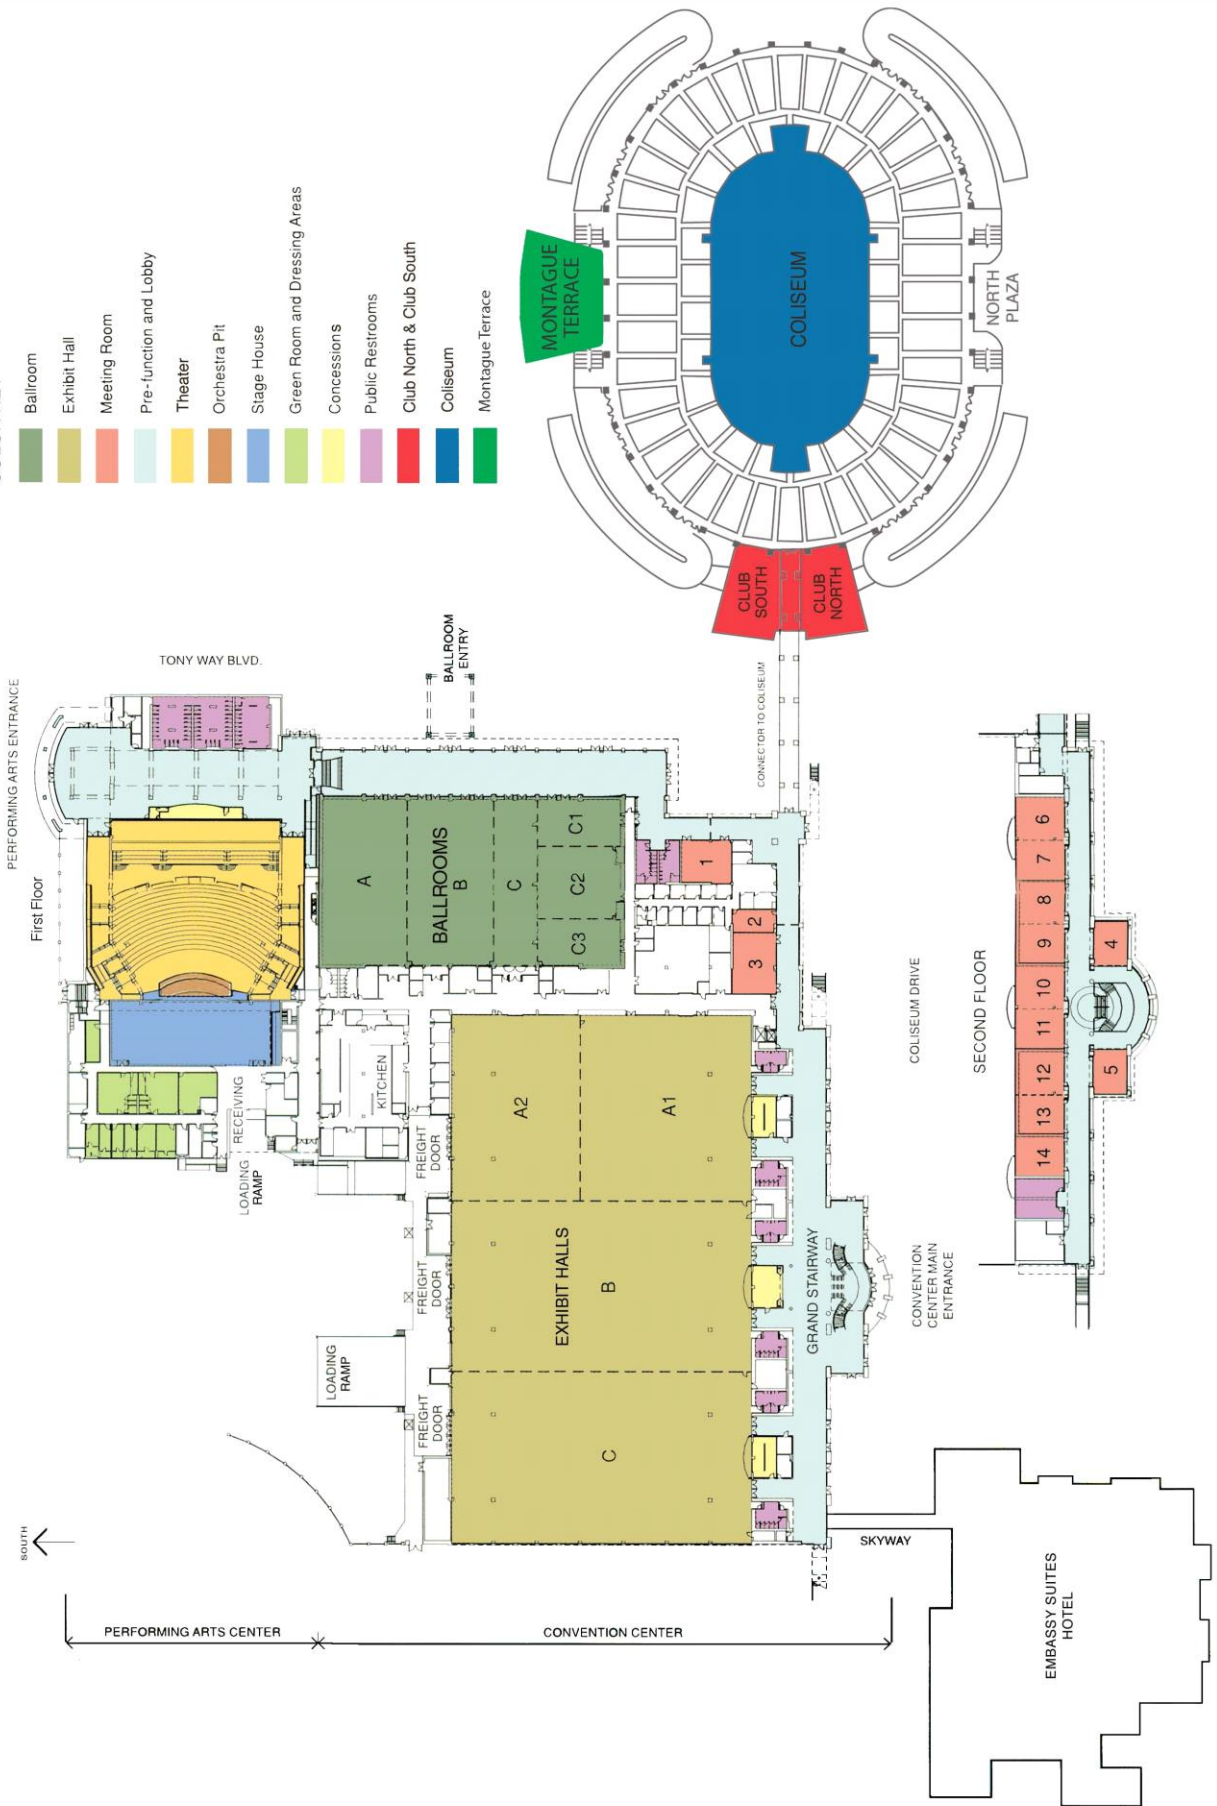 Ballroom
Exhibit Hall
Meeting Room
Pre-function and Lobby
Theater
Orchestra Pit
Stage House
Green Room and Dressing Areas
Concessions
Public Restrooms
Club North & Club South
Coliseum
Montague Terrace
MONTAGUE
TERRACE
COLISEUM
NORTH
PLAZA
CLUB
SOUTH
CLUB
NORTH
CONNECTOR TO COLISEUM
PERFORMING ARTS ENTRANCE
First Floor
TONY WAY BLVD.
BALLROOM
ENTRY
BALLROOMS
A
B
C
C1
C2
C3
1
2
3
RECEIVING
LOADING
RAMP
KITCHEN
FREIGHT
DOOR
FREIGHT
DOOR
FREIGHT
DOOR
LOADING
RAMP
EXHIBIT HALLS
A2
A1
B
C
GRAND STAIRWAY
COLISEUM DRIVE
CONVENTION
CENTER MAIN
ENTRANCE
SECOND FLOOR
6
7
8
9
10
11
12
13
14
4
5
SOUTH
PERFORMING ARTS CENTER
CONVENTION CENTER
SKYWAY
EMBASSY SUITES
HOTEL